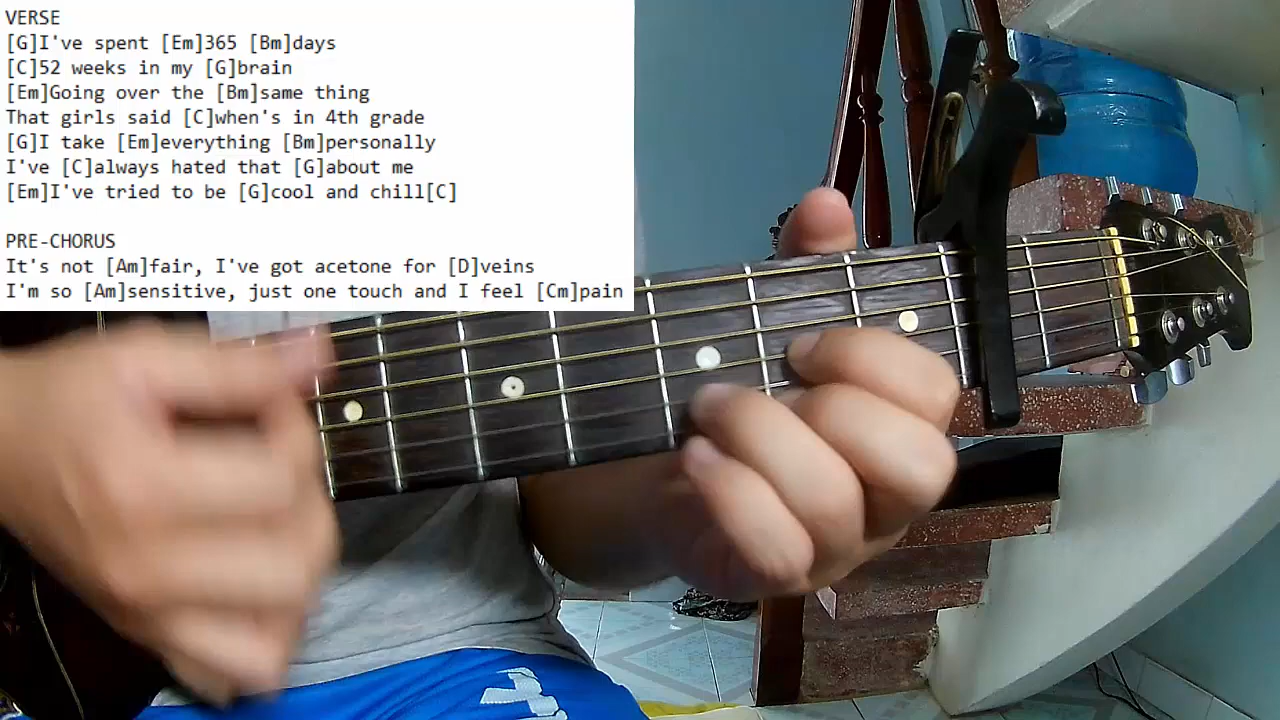 VERSE
[G]I've spent [Em]365 [Bm]days
[C]52 weeks in my [G]brain
[Em]Going over the [Bm]same thing
That girls said [C]when's in 4th grade
[G]I take [Em]everything [Bm]personally
I've [C]always hated that [G]about me
[Em]I've tried to be [G]cool and chill[C]
PRE-CHORUS
It's not [Am]fair, I've got acetone for [D]veins
I'm so [Am]sensitive, just one touch and I feel [Cm]pain